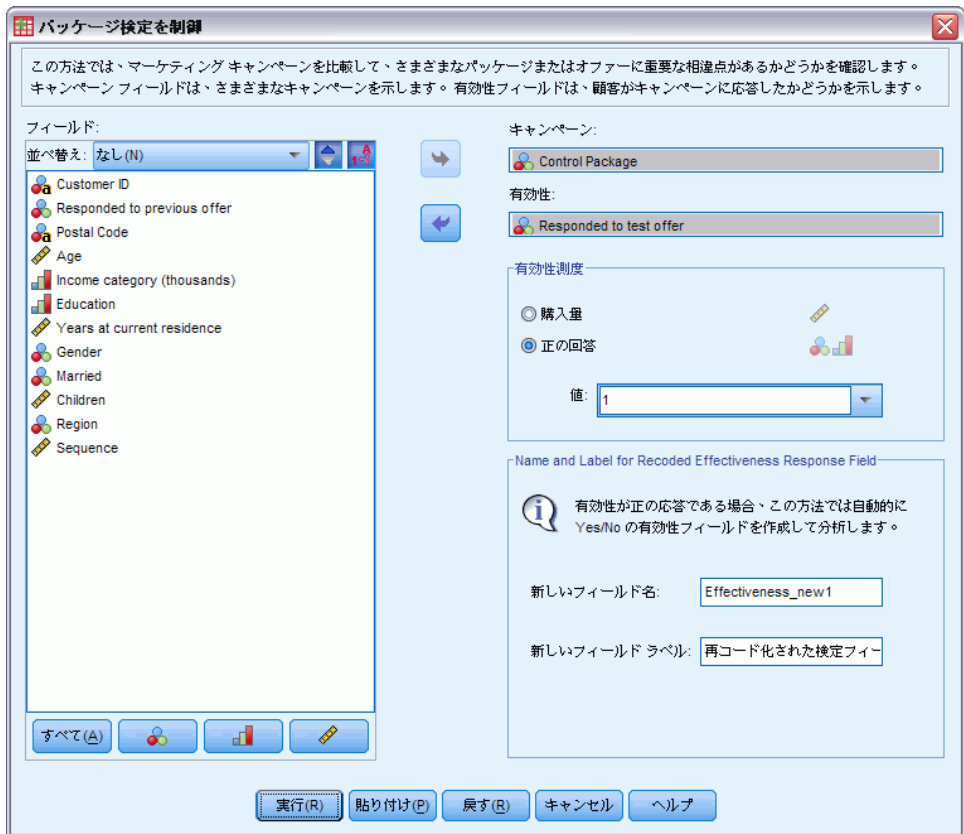 パッケージ検定を制御
この方法では、マーケティング キャンペーンを比較して、さまざまなパッケージまたはオファーに重要な相違点があるかどうかを確認します。
キャンペーン フィールドは、さまざまなキャンペーンを示します。有効性フィールドは、顧客がキャンペーンに応答したかどうかを示します。
フィールド:
並べ替え: なし(N)
Customer ID
Responded to previous offer
Postal Code
Age
Income category (thousands)
Education
Years at current residence
Gender
Married
Children
Region
Sequence
すべて(A)
キャンペーン:
Control Package
有効性:
Responded to test offer
有効性測度
購入量
正の回答
値: 1
Name and Label for Recoded Effectiveness Response Field
有効性が正の応答である場合、この方法では自動的に
Yes/No の有効性フィールドを作成して分析します。
新しいフィールド名: Effectiveness_new1
新しいフィールド ラベル: 再コード化された検定フィー
実行(R) 貼り付け(P) 戻す(R) キャンセル ヘルプ